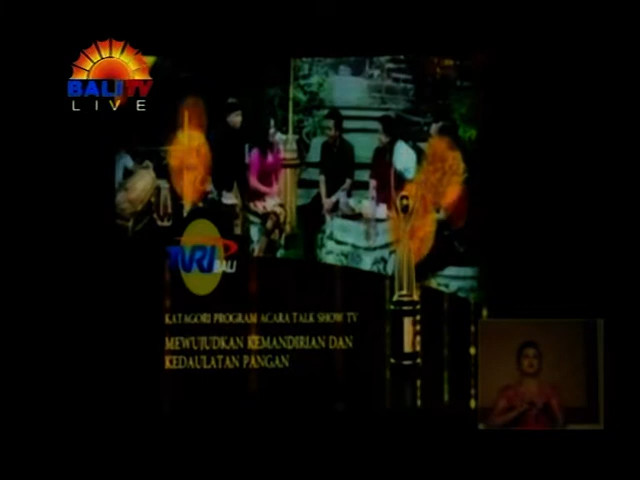 BALI TV
LIVE
TVRI
BALI
KATAGORI PROGRAM ACARA TALK SHOW TV
MEWUJUDKAN KEMANDIRIAN DAN
KEDAULATAN PANGAN